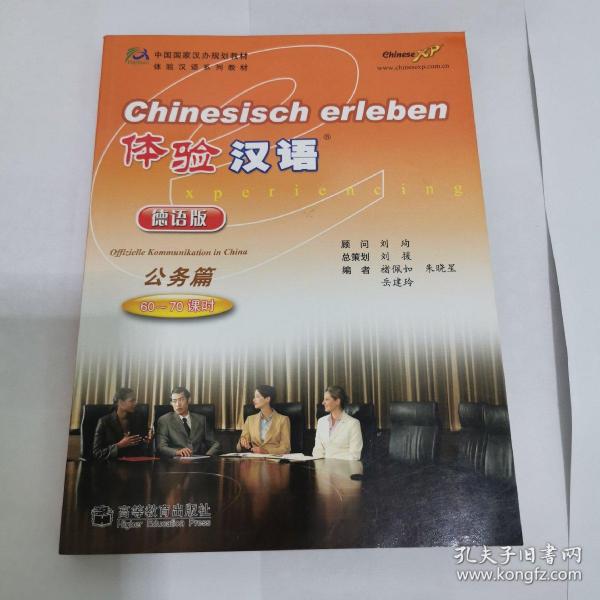 中国国家汉办规划教材
体验汉语系列教材
Chinese XP
www.chinesexp.com.cn
Chinesisch erleben
体验汉语®
experiencing
德语版
Offizielle Kommunikation in China
公务篇
60-70课时
顾 问 刘 珣
总策划 刘 援
编 者 褚佩如 朱晓星
岳建玲
高等教育出版社
Higher Education Press
孔夫子旧书网
www.kongfz.com